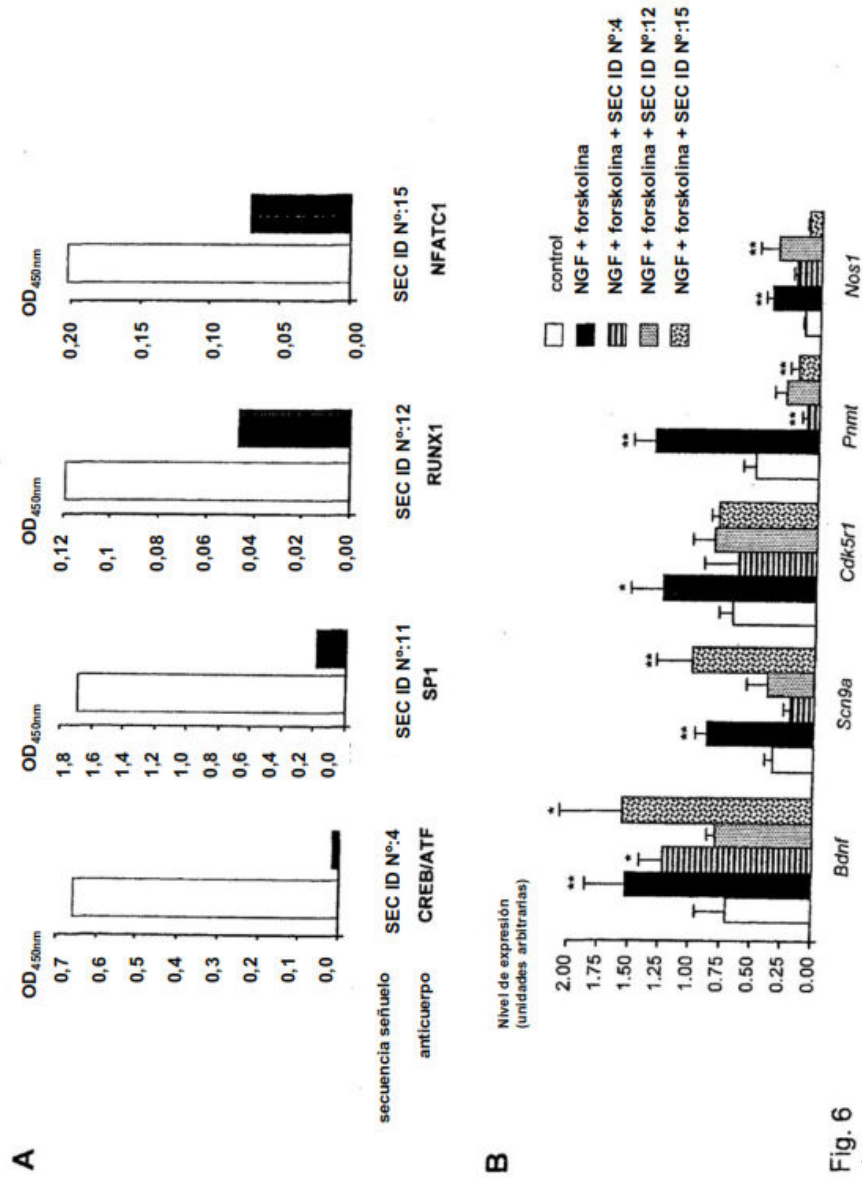 A
OD450nm
0,7
0,6
0,5
0,4
0,3
0,2
0,1
0,0
secuencia señuelo
SEC ID Nº:4
anticuerpo
CREB/ATF
OD450nm
1,8
1,6
1,4
1,2
1,0
0,8
0,6
0,4
0,2
0,0
SEC ID Nº:11
SP1
OD450nm
0,12
0,1
0,08
0,06
0,04
0,02
0,00
SEC ID Nº:12
RUNX1
OD450nm
0,20
0,15
0,10
0,05
0,00
SEC ID Nº:15
NFATC1
B
Nivel de expresión
(unidades arbitrarias)
2.00
1.75
1.50
1.25
1.00
0.75
0.50
0.25
0.00
**
*
*
**
**
*
**
**
**
**
**
Bdnf
Scn9a
Cdk5r1
Pnmt
Nos1
control
NGF + forskolina
NGF + forskolina + SEC ID Nº:4
NGF + forskolina + SEC ID Nº:12
NGF + forskolina + SEC ID Nº:15
Fig. 6